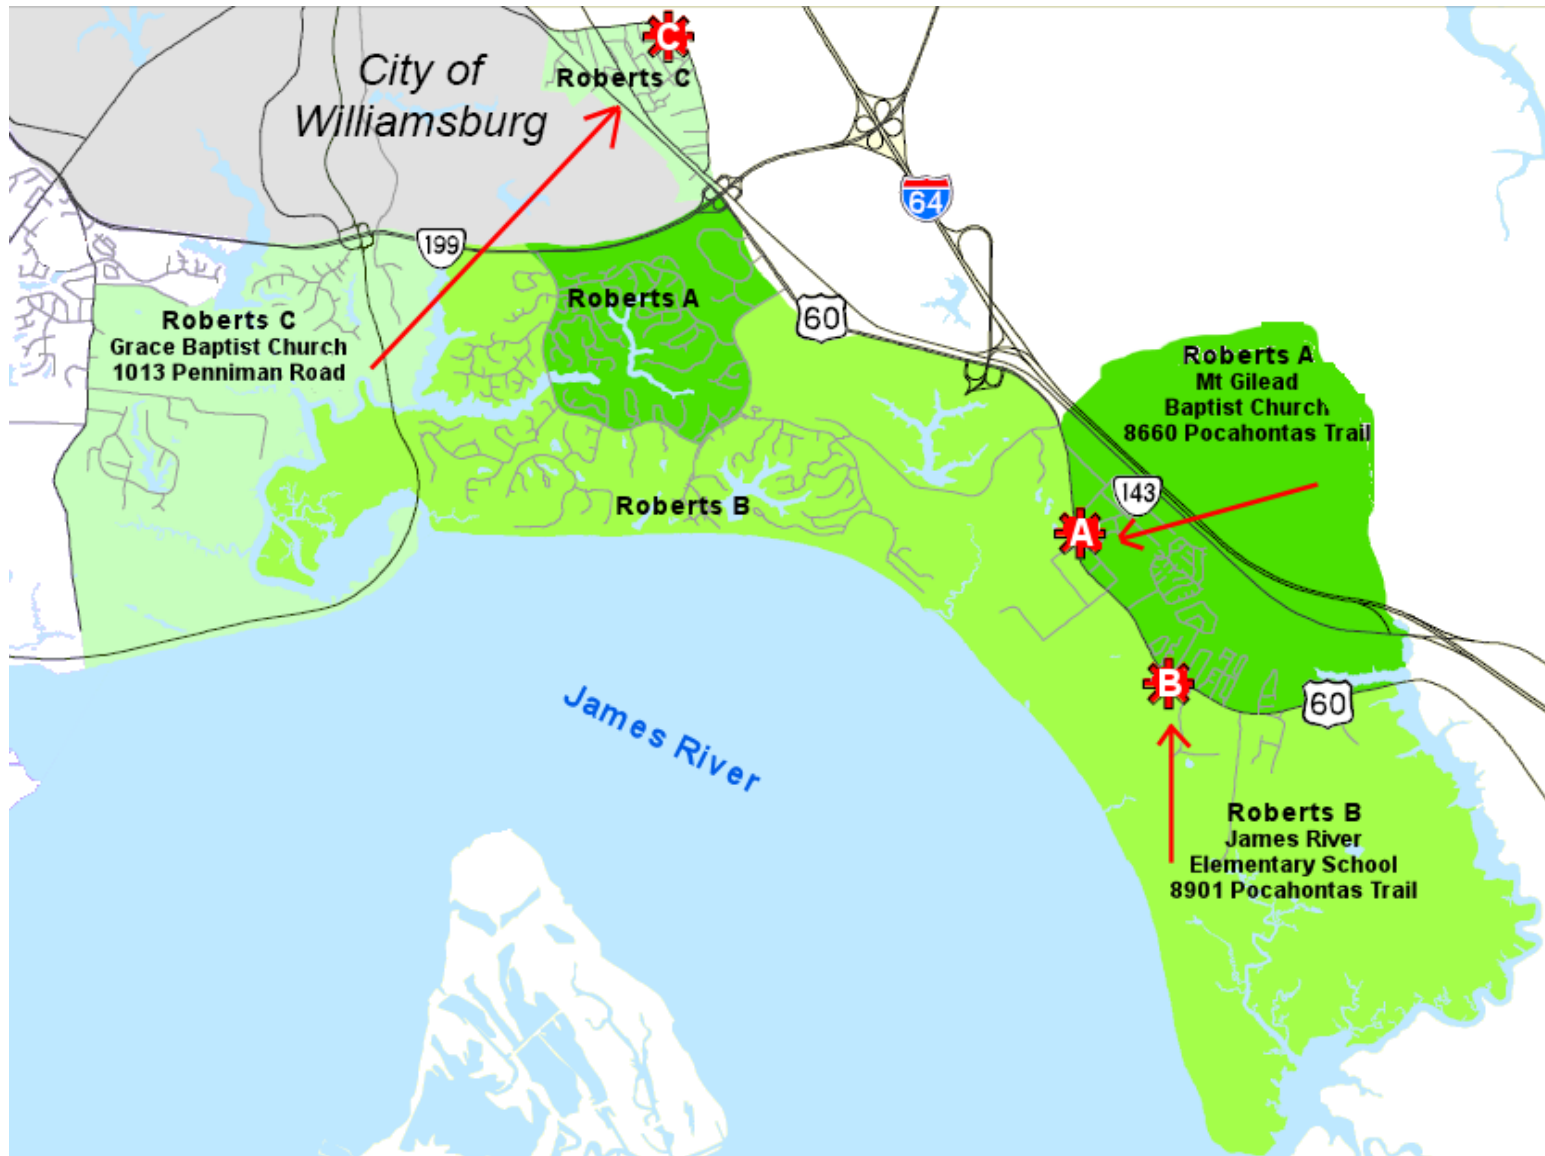 C
City of
Williamsburg
Roberts C
64
199
Roberts A
60
Roberts C
Grace Baptist Church
1013 Penniman Road
Roberts A
Mt Gilead
Baptist Church
8660 Pocahontas Trail
143
Roberts B
A
B
60
James River
Roberts B
James River
Elementary School
8901 Pocahontas Trail